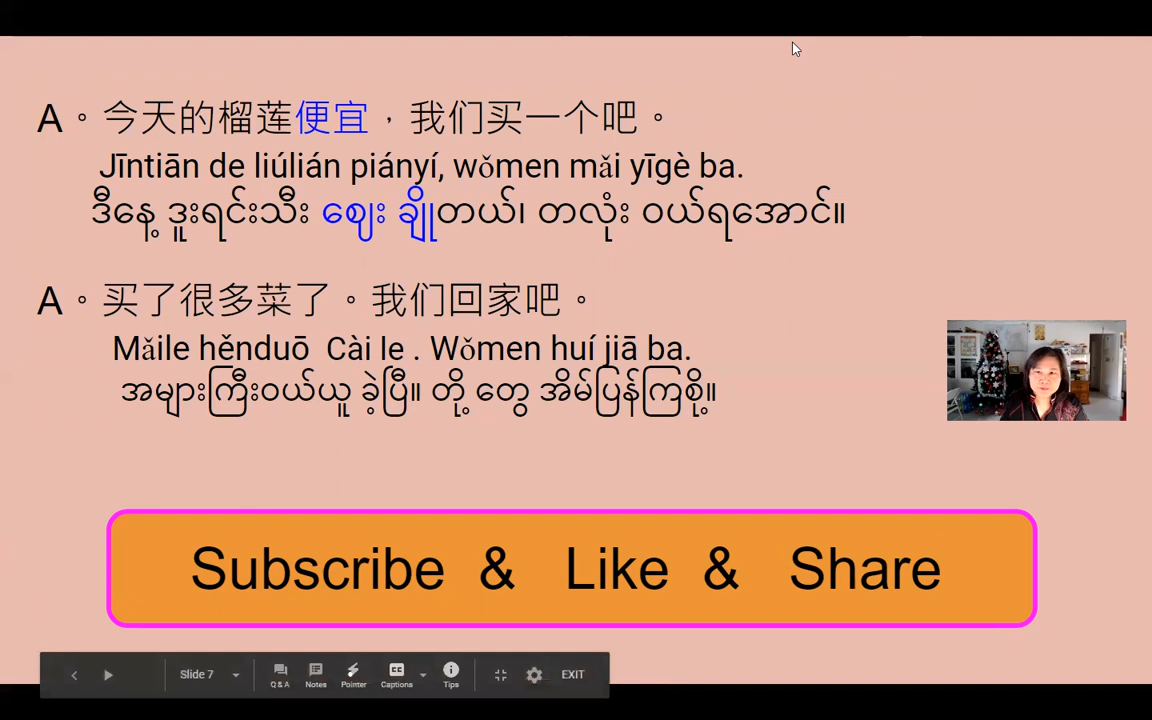 A。今天的榴莲便宜，我们买一个吧。
Jīntiān de liúlián piányí, wǒmen mǎi yīgè ba.
ဒီနေ့ ဒူးရင်းသီး ဈေး ချိုတယ်၊ တလုံး ဝယ်ရအောင်။
A。买了很多菜了。我们回家吧。
Mǎile hěnduō Cài le . Wǒmen huí jiā ba.
အများကြီးဝယ်ယူ ခဲ့ပြီ။ တို့ တွေ အိမ်ပြန်ကြစို့။
Subscribe & Like & Share
Slide 7 Q & A Notes Pointer Captions Tips EXIT